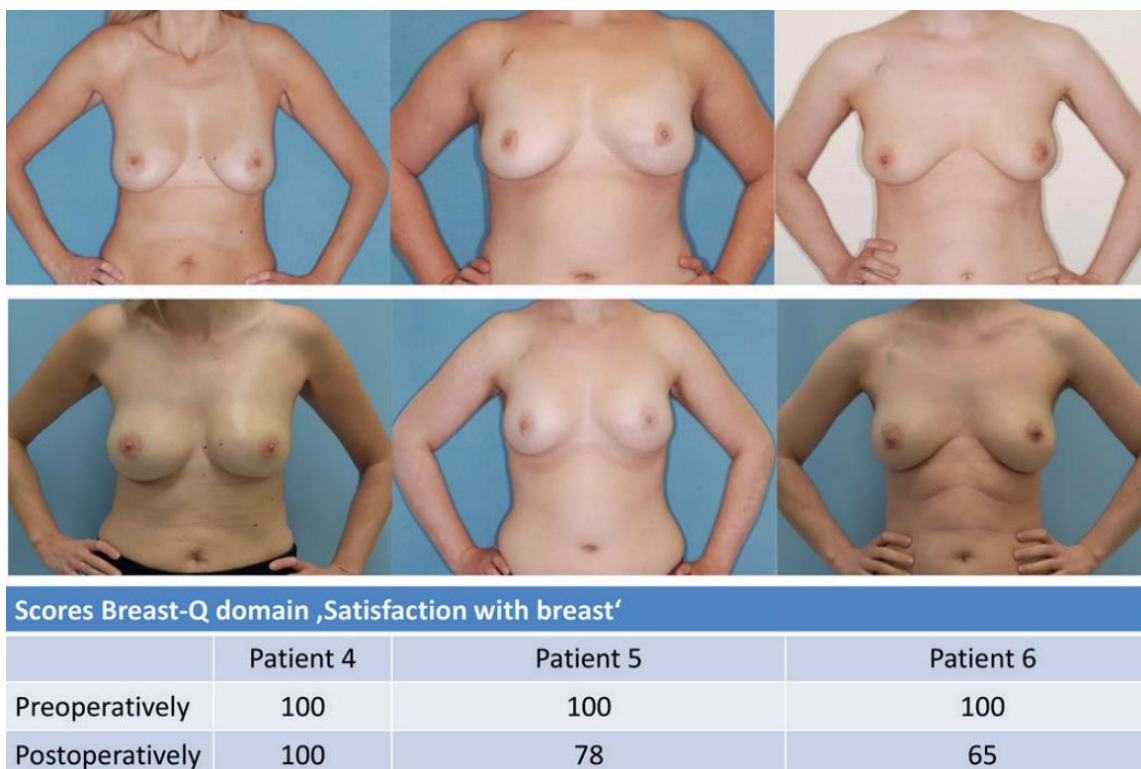 Scores Breast-Q domain ‚Satisfaction with breast‘
Patient 4 Patient 5 Patient 6
Preoperatively 100 100 100
Postoperatively 100 78 65